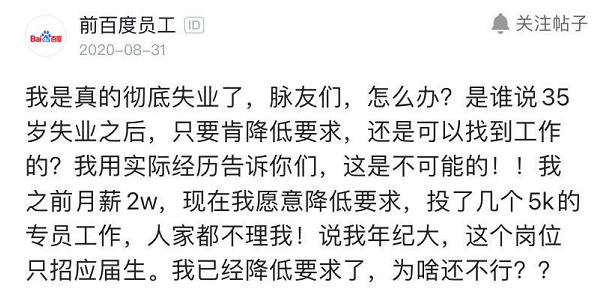 前百度员工 ID
关注帖子
Bai 百度
2020-08-31
我是真的彻底失业了，脉友们，怎么办？是谁说35
岁失业之后，只要肯降低要求，还是可以找到工作
的？我用实际经历告诉你们，这是不可能的！！我
之前月薪2w，现在我愿意降低要求，投了几个5k的
专员工作，人家都不理我！说我年纪大，这个岗位
只招应届生。我已经降低要求了，为啥还不行？？